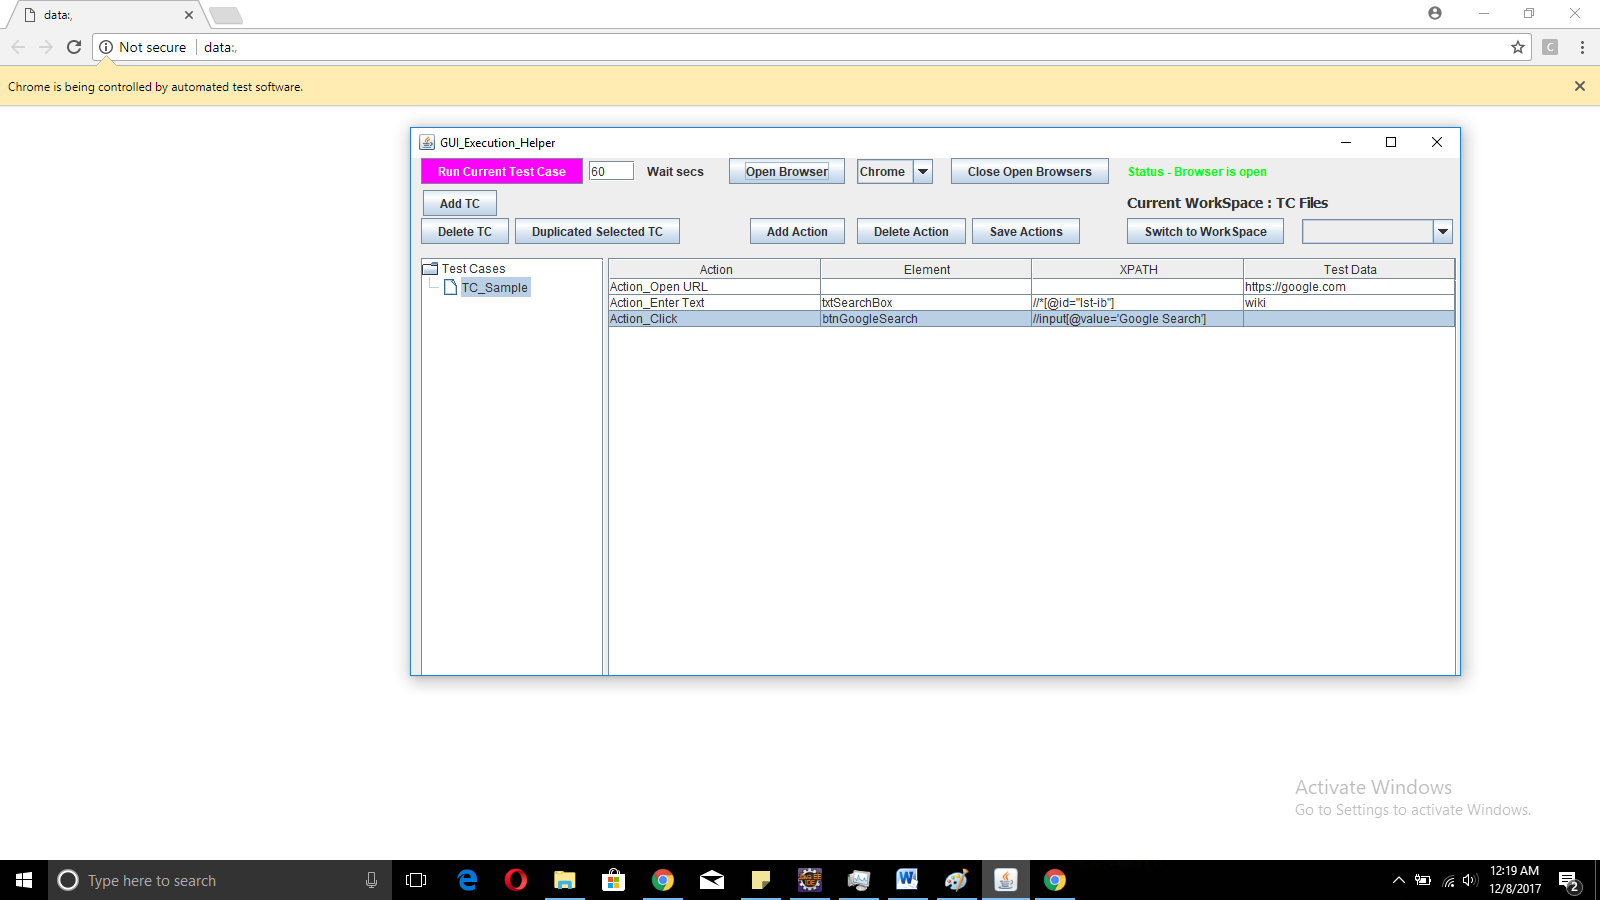 data:,
Not secure data:,
C
Chrome is being controlled by automated test software.
GUI_Execution_Helper
Run Current Test Case 60 Wait secs Open Browser Chrome Close Open Browsers Status - Browser is open
Add TC Current WorkSpace : TC Files
Delete TC Duplicated Selected TC Add Action Delete Action Save Actions Switch to WorkSpace
Test Cases
TC_Sample
Action Element XPATH Test Data
Action_Open URL https://google.com
Action_Enter Text txtSearchBox //*[@id="lst-ib"] wiki
Action_Click btnGoogleSearch //input[@value='Google Search']
Activate Windows
Go to Settings to activate Windows.
Type here to search
12:19 AM
12/8/2017
2